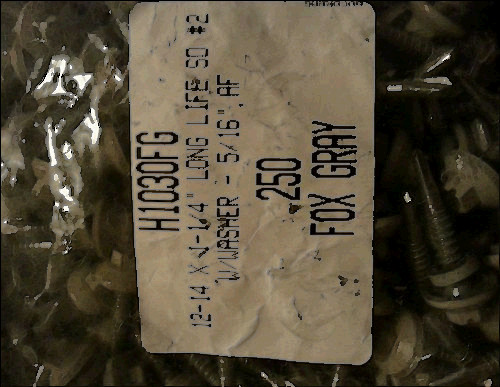 H1030FG
12-14 X 1-1/4" LONG LIFE SD #2
W/WASHER - 5/16" AF
250
FOX GRAY